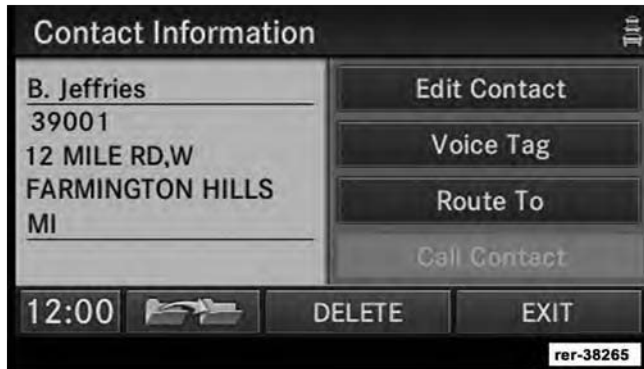 Contact Information
B. Jeffries
39001
12 MILE RD,W
FARMINGTON HILLS
MI
Edit Contact
Voice Tag
Route To
Call Contact
12:00
DELETE
EXIT
rer-38265